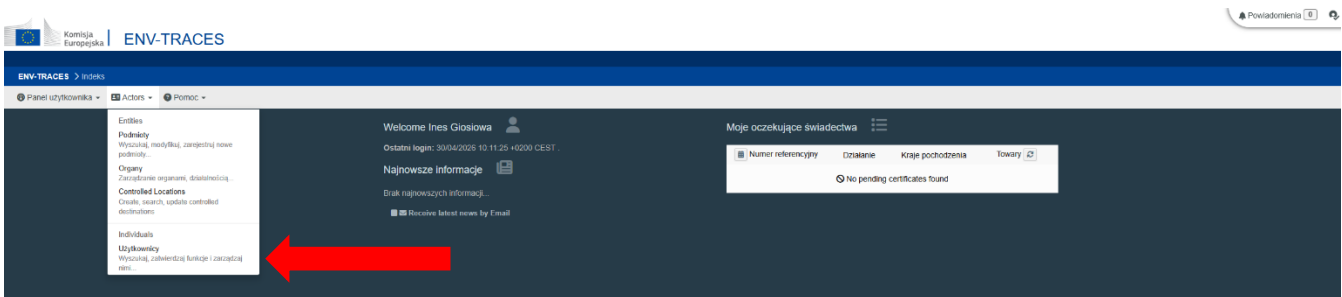 Powiadomienia 0
Komisja
Europejska
ENV-TRACES
ENV-TRACES > Indeks
Panel użytkownika Actors Pomoc
Entities
Podmioty
Wyszukaj, modyfikuj, zarejestruj nowe
podmioty...
Organy
Zarządzanie organami, działalnością...
Controlled Locations
Create, search, update controlled
destinations
Individuals
Użytkownicy
Wyszukaj, zatwierdzaj funkcje i zarządzaj
nimi...
Welcome Ines Giosiowa
Ostatni login: 30/04/2026 10:11:25 +0200 CEST .
Najnowsze informacje
Brak najnowszych informacji...
Receive latest news by Email
Moje oczekujące świadectwa
Numer referencyjny Działanie Kraje pochodzenia Towary
No pending certificates found